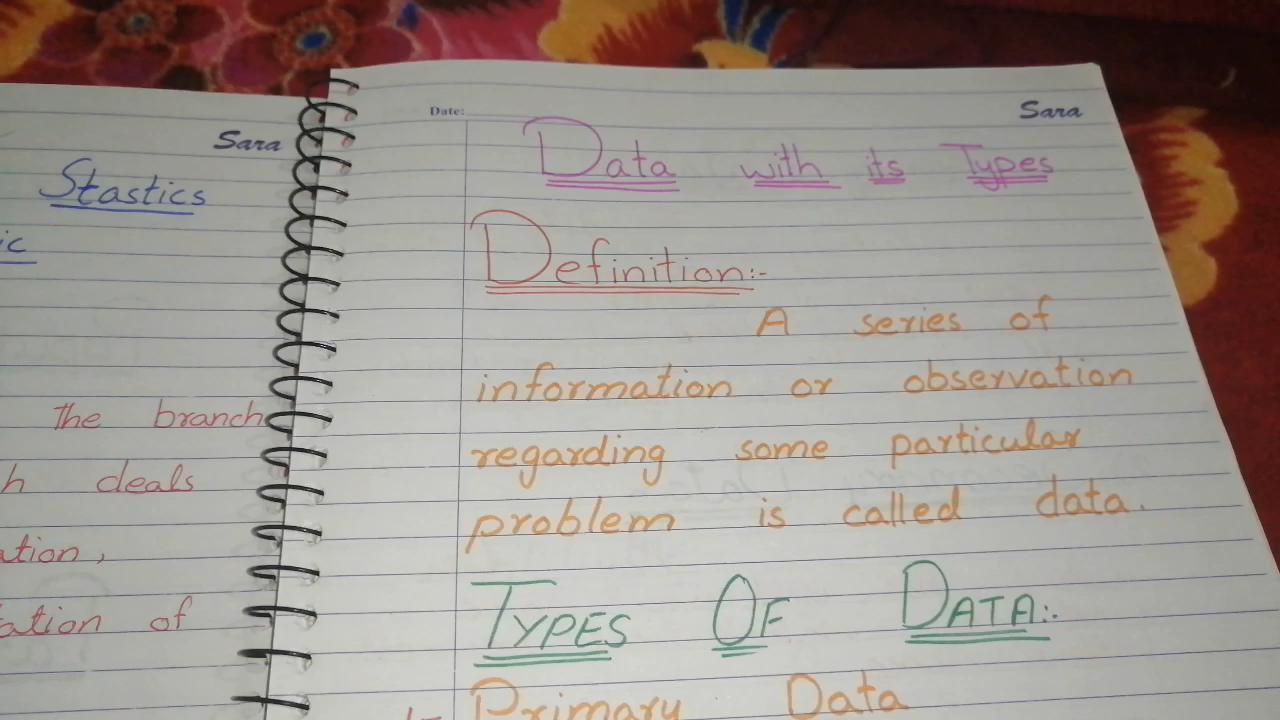 Sara
Stastics
ic
The branch
h deals
ation,
ation of
Date:
Sara
Data with its Types
Definition:-
A series of
information or observation
regarding some particular
problem is called data.
TYPES OF DATA:-
1- Primary Data